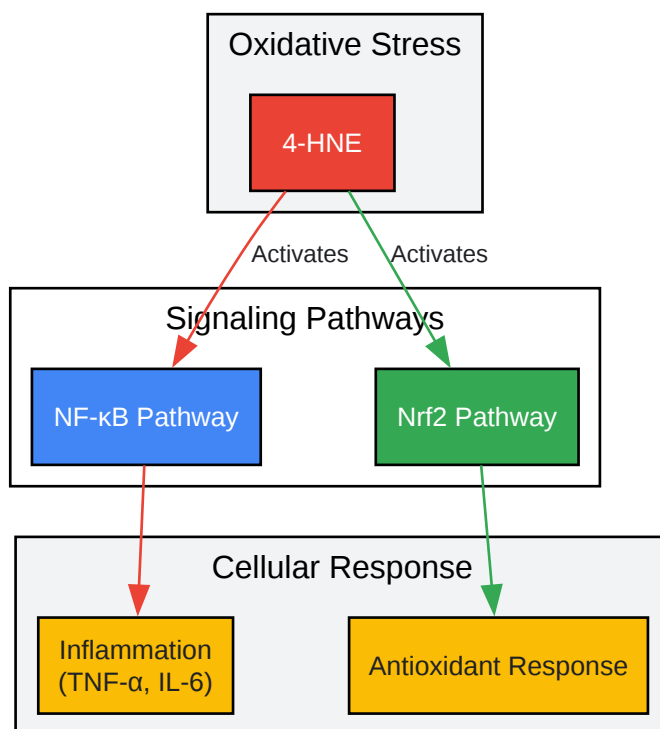 Oxidative Stress
4-HNE
Activates
Activates
Signaling Pathways
NF-κB Pathway
Nrf2 Pathway
Cellular Response
Inflammation
(TNF-α, IL-6)
Antioxidant Response